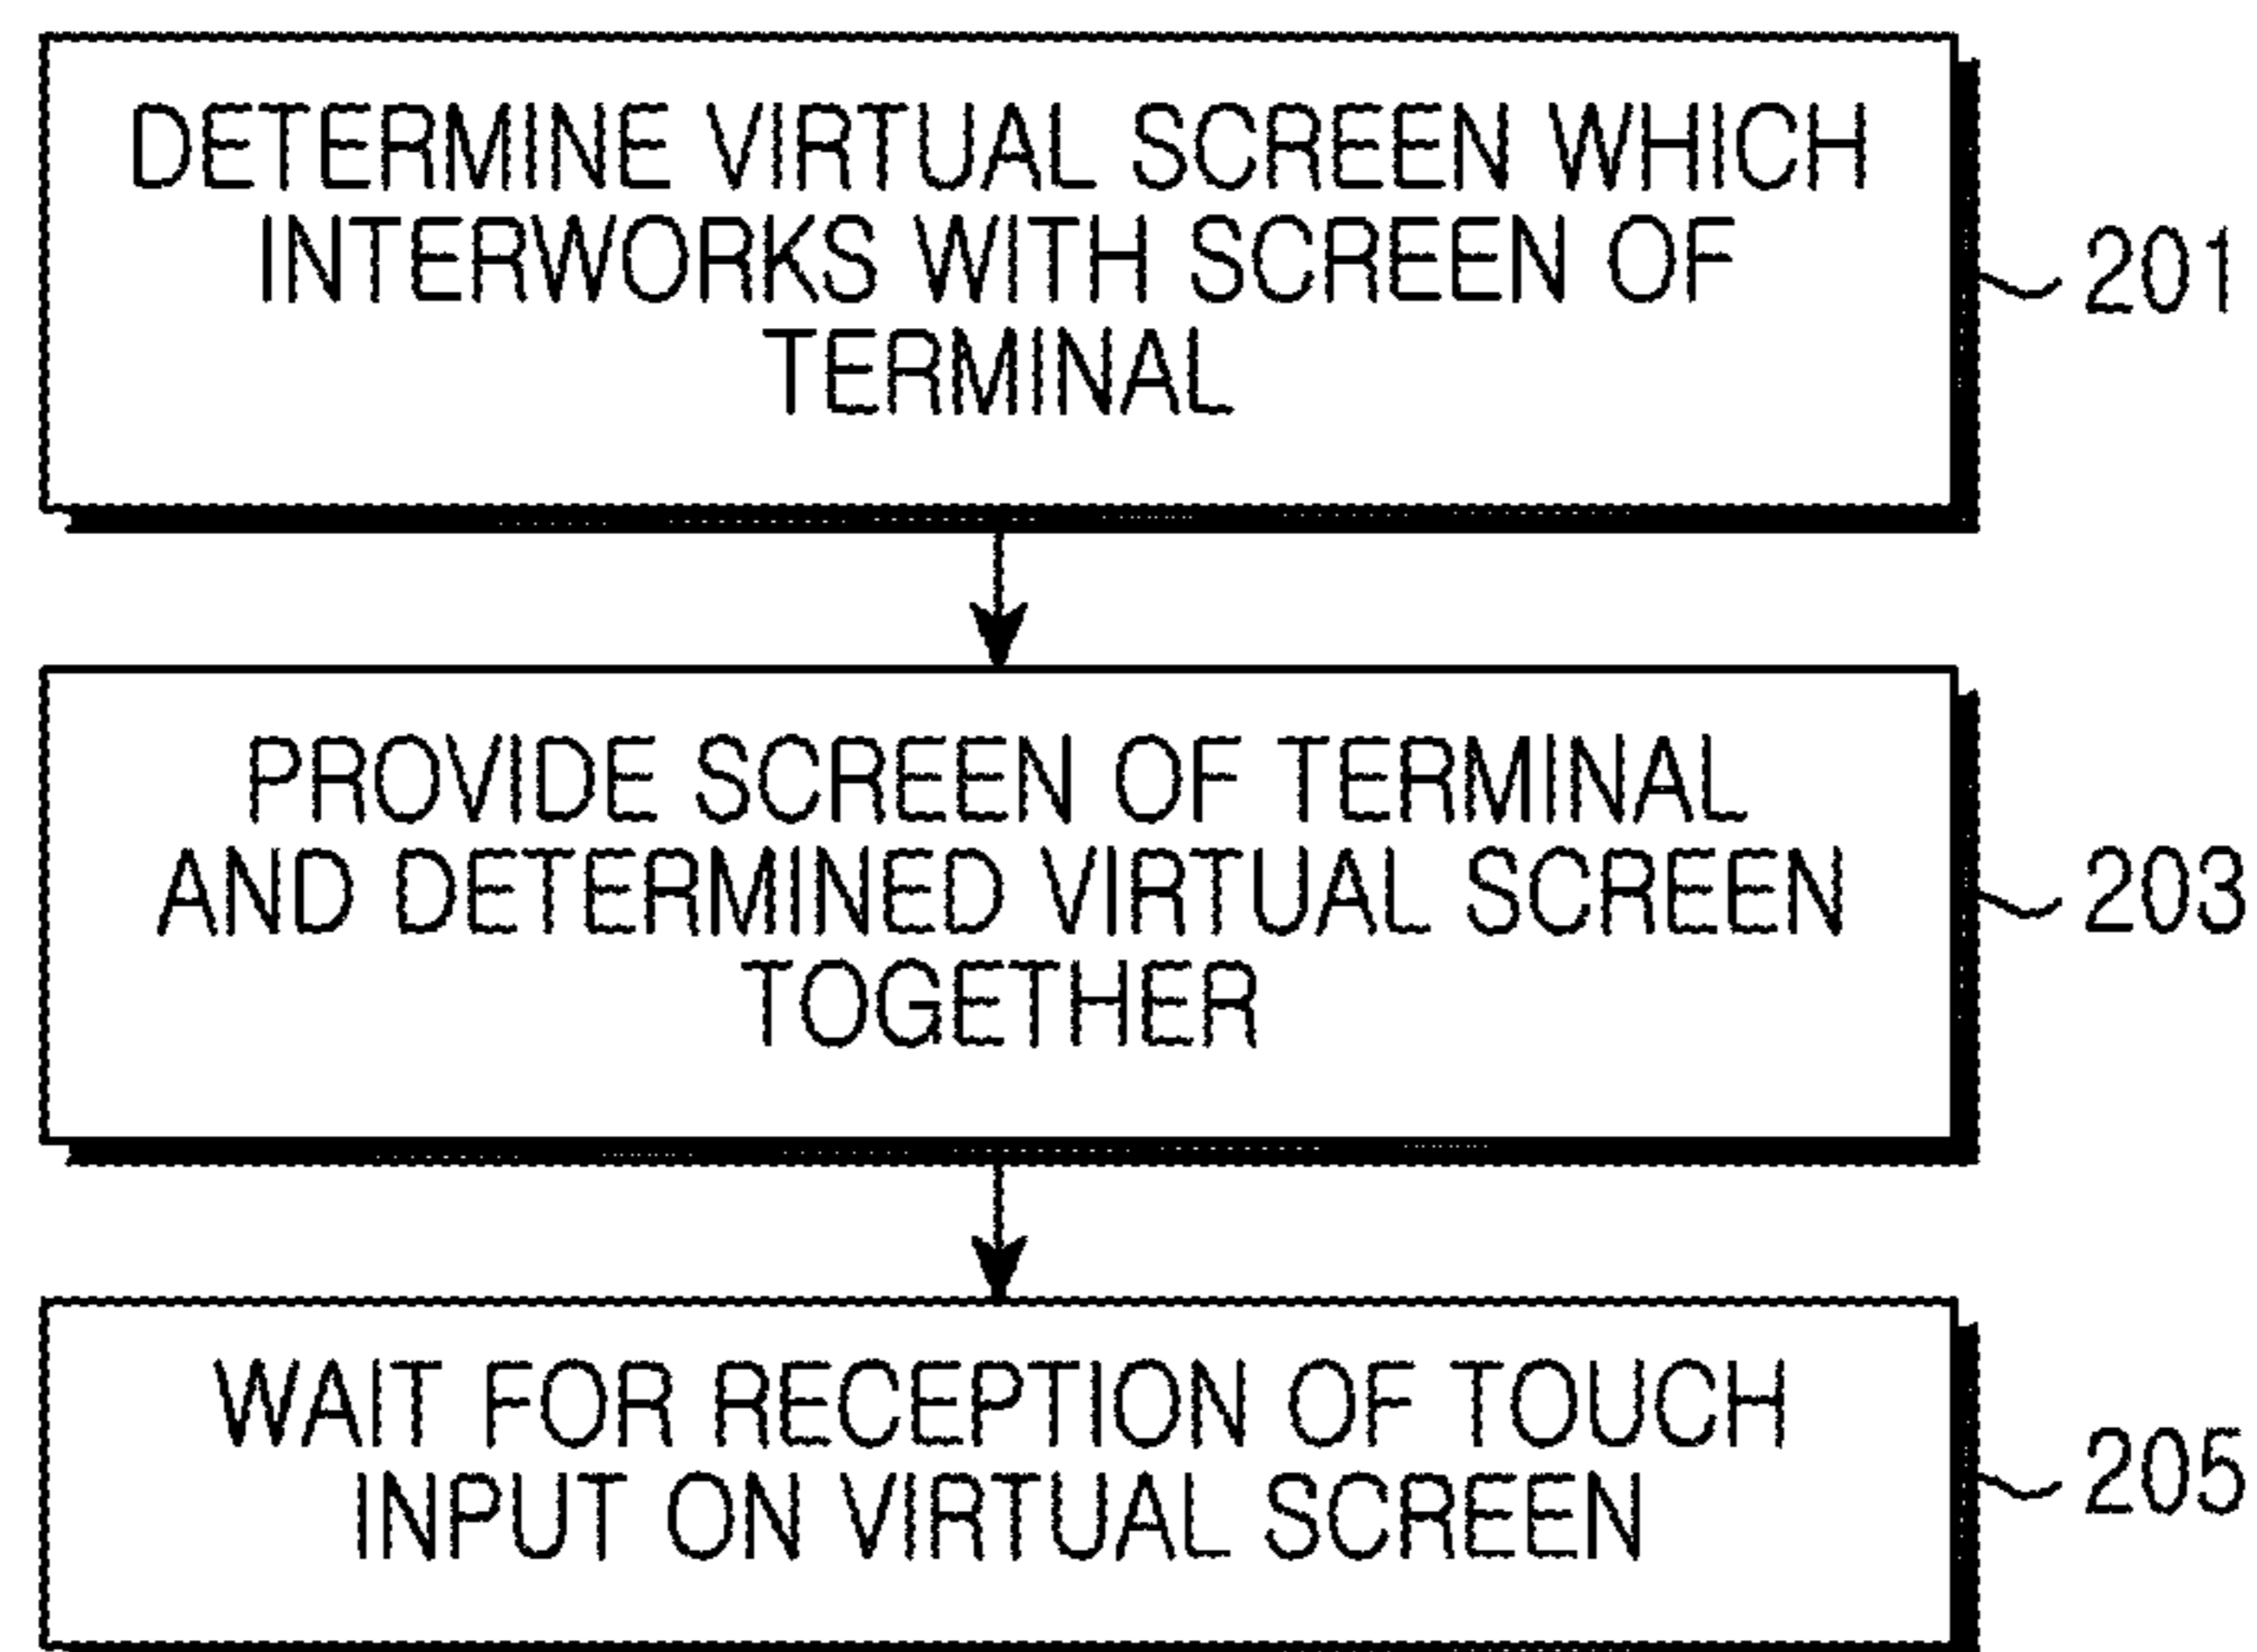 DETERMINE VIRTUAL SCREEN WHICH
INTERWORKS WITH SCREEN OF
TERMINAL
201
PROVIDE SCREEN OF TERMINAL
AND DETERMINED VIRTUAL SCREEN
TOGETHER
203
WAIT FOR RECEPTION OF TOUCH
INPUT ON VIRTUAL SCREEN
205